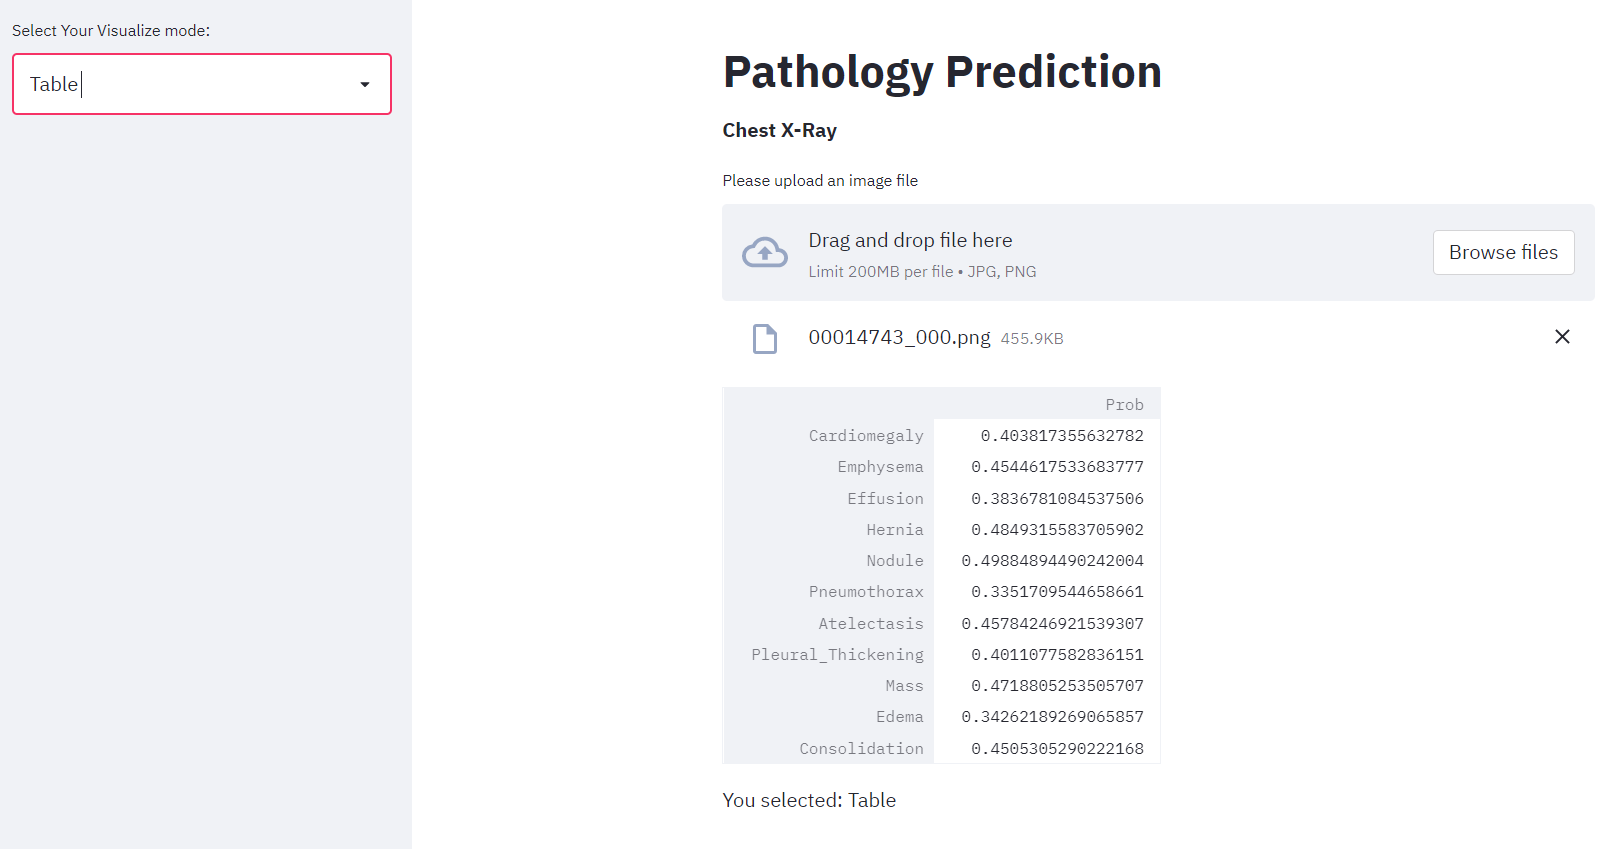 Select Your Visualize mode:
Table
Pathology Prediction
Chest X-Ray
Please upload an image file
Drag and drop file here
Limit 200MB per file • JPG, PNG
Browse files
00014743_000.png 455.9KB
Prob
Cardiomegaly 0.403817355632782
Emphysema 0.4544617533683777
Effusion 0.3836781084537506
Hernia 0.4849315583705902
Nodule 0.49884894490242004
Pneumothorax 0.3351709544658661
Atelectasis 0.45784246921539307
Pleural_Thickening 0.4011077582836151
Mass 0.4718805253505707
Edema 0.34262189269065857
Consolidation 0.4505305290222168
You selected: Table